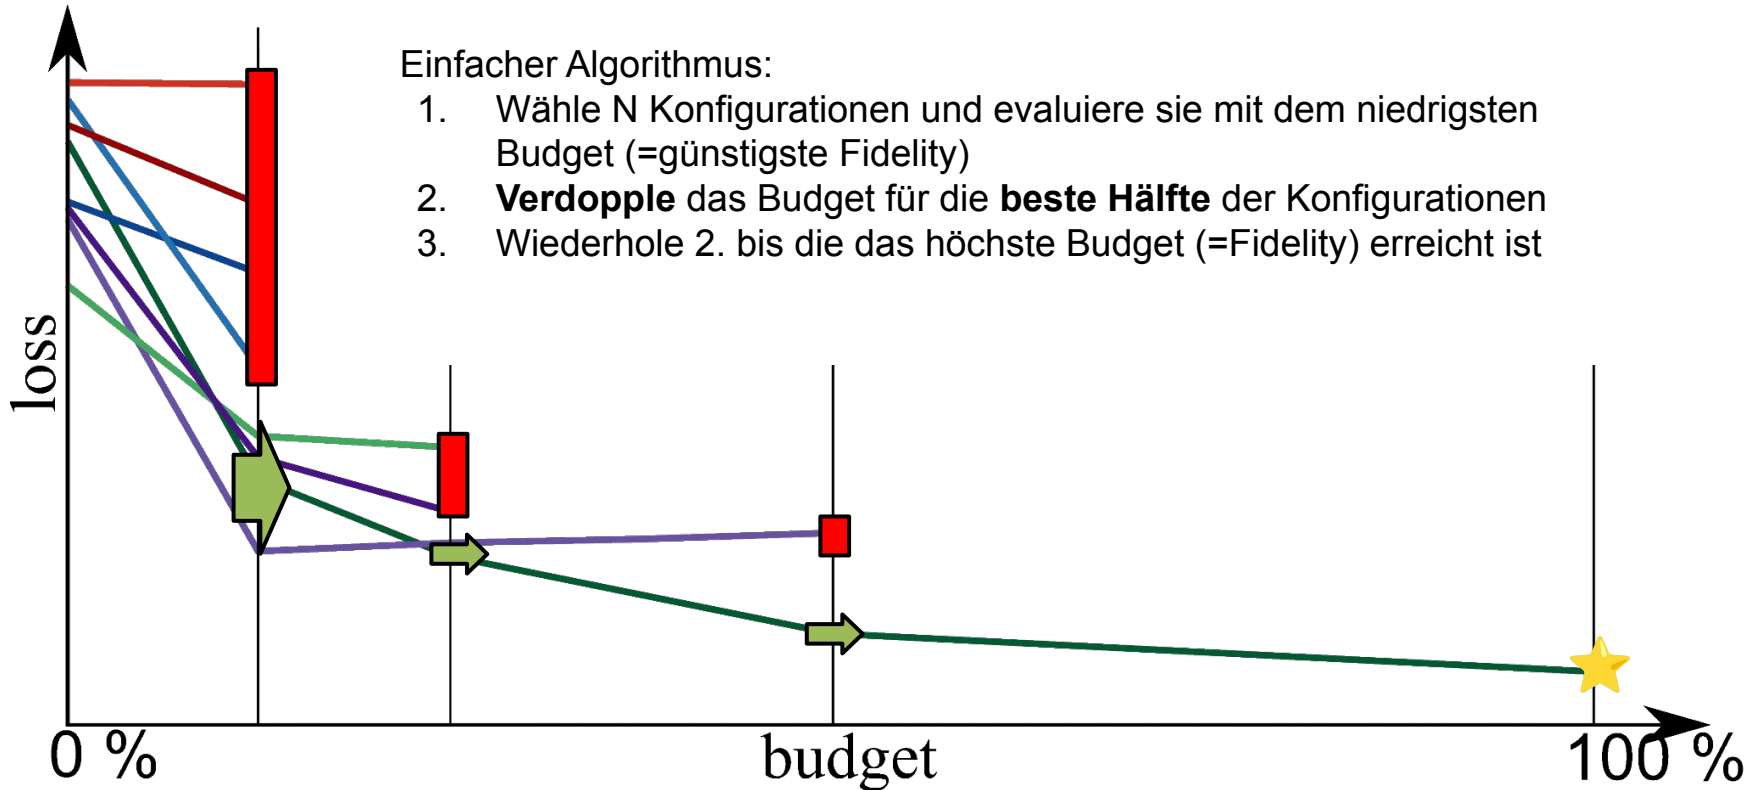 Einfacher Algorithmus:
1. Wähle N Konfigurationen und evaluiere sie mit dem niedrigsten
Budget (=günstigste Fidelity)
2. Verdopple das Budget für die beste Hälfte der Konfigurationen
3. Wiederhole 2. bis die das höchste Budget (=Fidelity) erreicht ist
loss
0 %
budget
100 %